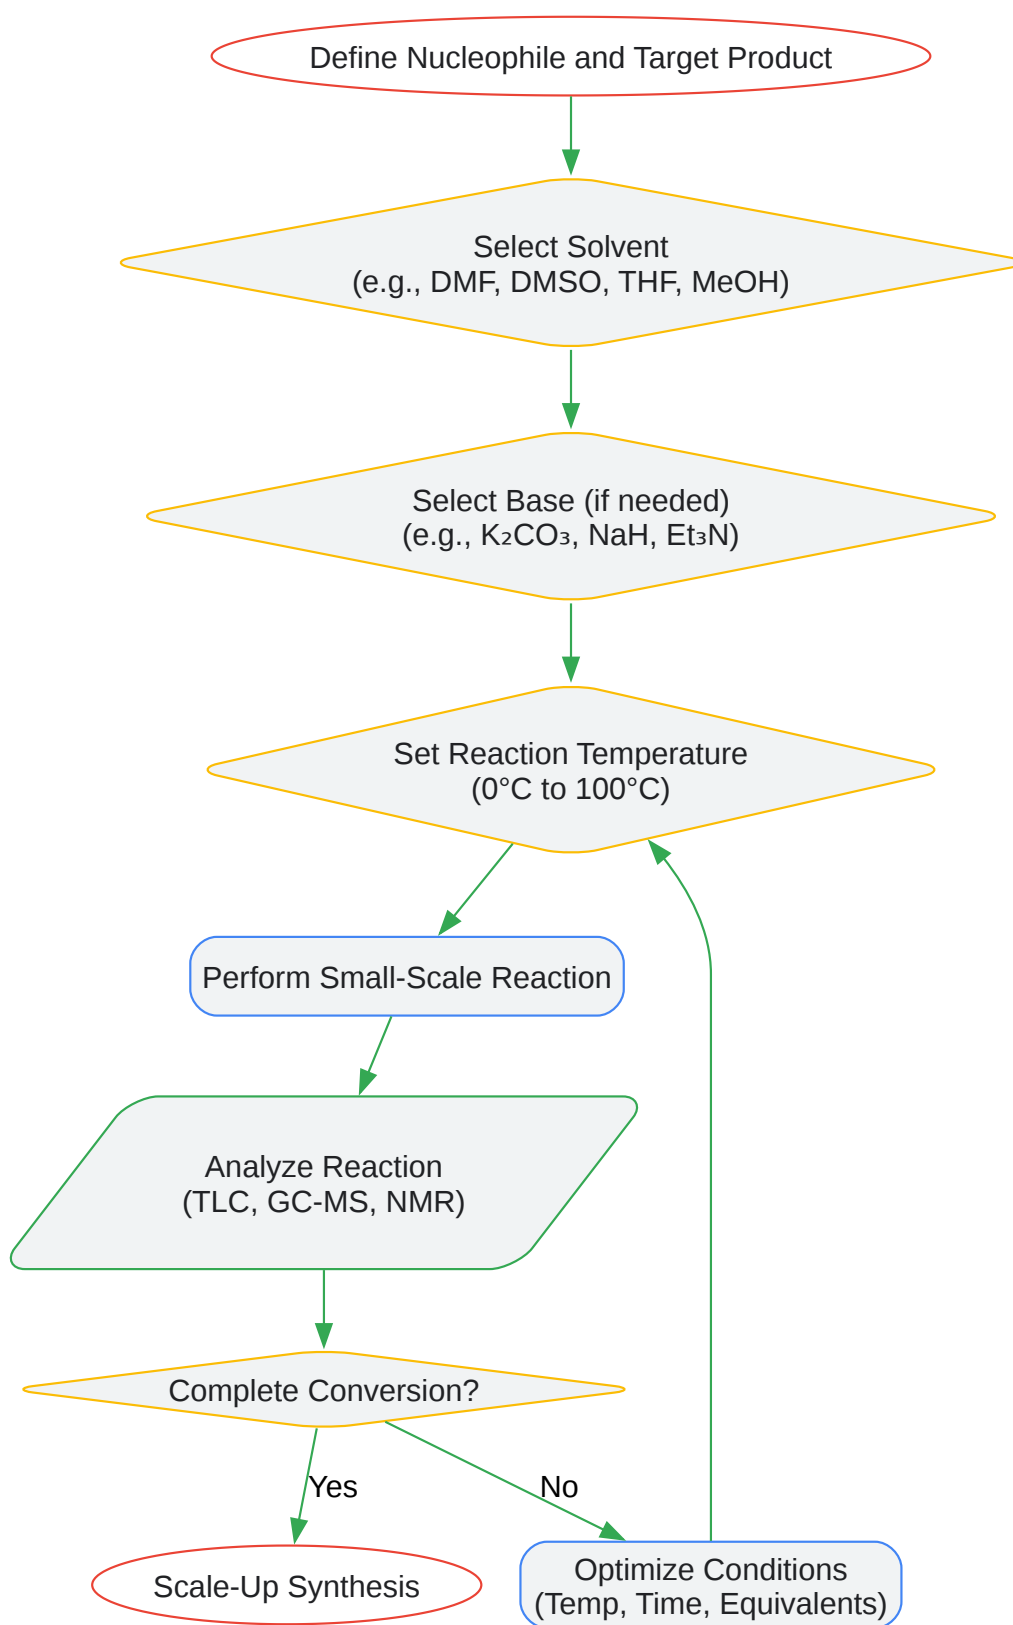 Define Nucleophile and Target Product
Select Solvent
(e.g., DMF, DMSO, THF, MeOH)
Select Base (if needed)
(e.g., K₂CO₃, NaH, Et₃N)
Set Reaction Temperature
(0°C to 100°C)
Perform Small-Scale Reaction
Analyze Reaction
(TLC, GC-MS, NMR)
Complete Conversion?
Yes
No
Scale-Up Synthesis
Optimize Conditions
(Temp, Time, Equivalents)